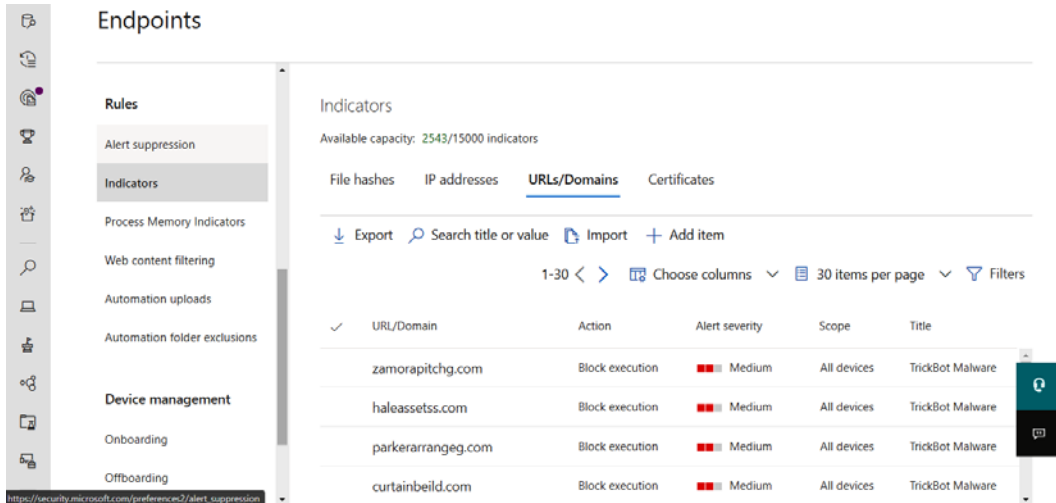 Endpoints
Rules
Alert suppression
Indicators
Process Memory Indicators
Web content filtering
Automation uploads
Automation folder exclusions
Device management
Onboarding
Offboarding
https://security.microsoft.com/preferences2/alert_suppression
Indicators
Available capacity: 2543/15000 indicators
File hashes IP addresses URLs/Domains Certificates
Export Search title or value Import Add item
1-30 Choose columns 30 items per page Filters
URL/Domain Action Alert severity Scope Title
zamorapitchg.com Block execution Medium All devices TrickBot Malware
haleassetss.com Block execution Medium All devices TrickBot Malware
parkerarrangeg.com Block execution Medium All devices TrickBot Malware
curtainbeild.com Block execution Medium All devices TrickBot Malware